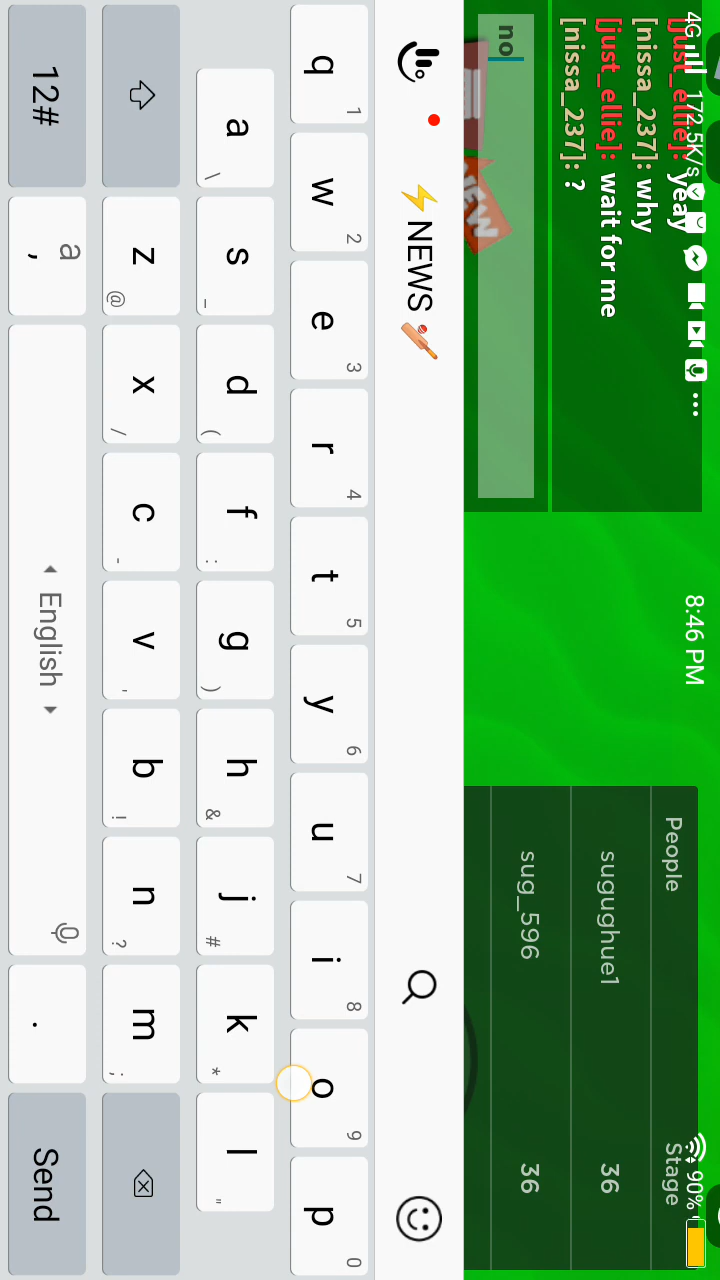 4G 172.5K/s ... 8:46 PM 90%
[just_ellie]: yeay
[nissa_237]: why
[just_ellie]: wait for me
[nissa_237]: ?
no
NEW
People Stage
sugughue1 36
sug_596 36
⚡ NEWS 🏏
q 1 w 2 e 3 r 4 t 5 y 6 u 7 i 8 o 9 p 0
a \ s _ d ( f : g ) h & j # k * l "
z @ x / c - v ' b ! n ? m ;
12# a , English . Send